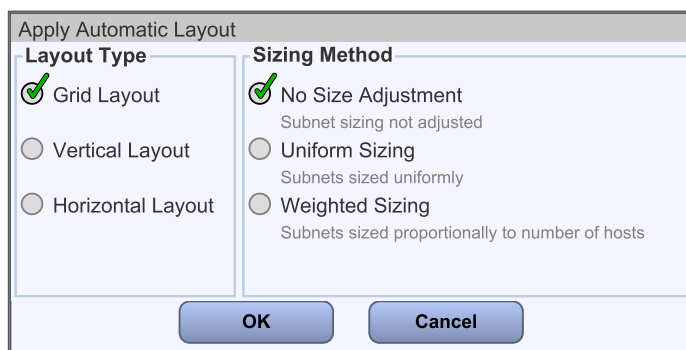 Apply Automatic Layout
Layout Type
Grid Layout
Vertical Layout
Horizontal Layout
Sizing Method
No Size Adjustment
Subnet sizing not adjusted
Uniform Sizing
Subnets sized uniformly
Weighted Sizing
Subnets sized proportionally to number of hosts
OK
Cancel